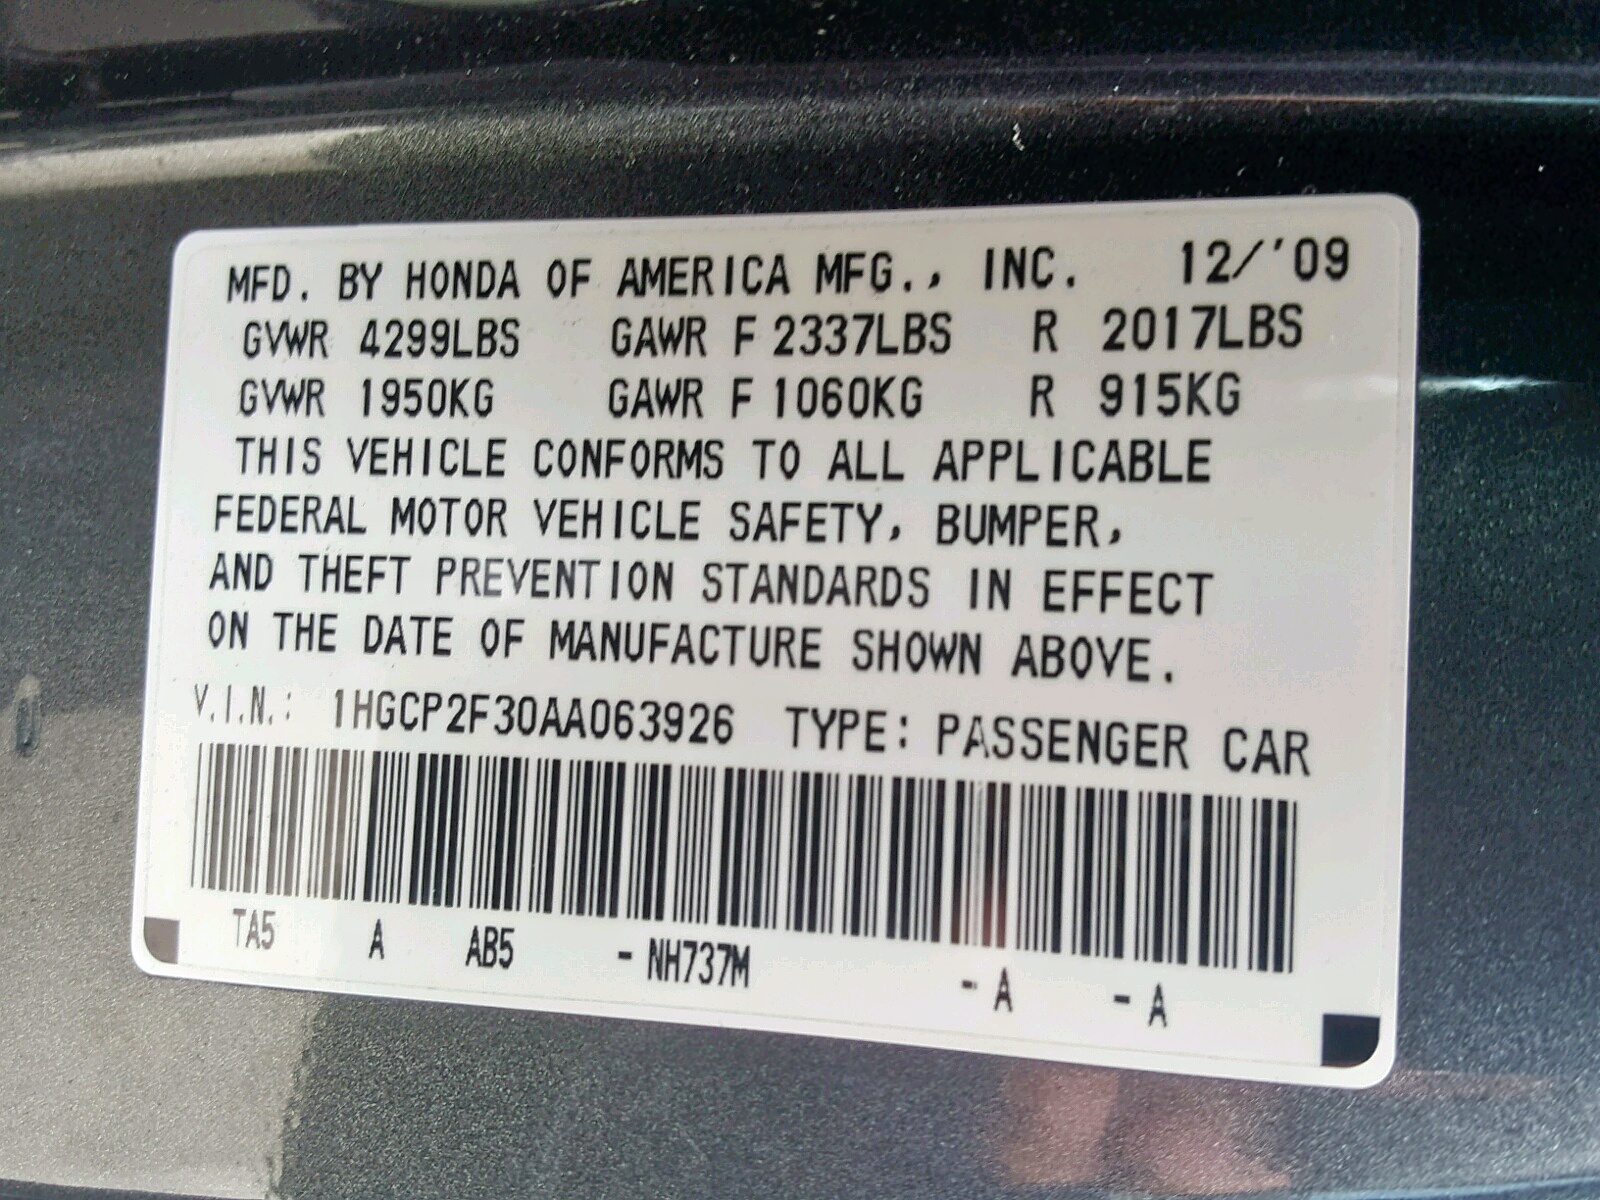 MFD. BY HONDA OF AMERICA MFG., INC. 12/'09
GVWR 4299LBS GAWR F 2337LBS R 2017LBS
GVWR 1950KG GAWR F 1060KG R 915KG
THIS VEHICLE CONFORMS TO ALL APPLICABLE
FEDERAL MOTOR VEHICLE SAFETY, BUMPER,
AND THEFT PREVENTION STANDARDS IN EFFECT
ON THE DATE OF MANUFACTURE SHOWN ABOVE.
V.I.N.: 1HGCP2F30AA063926 TYPE: PASSENGER CAR
TA5 A AB5 - NH737M - A - A